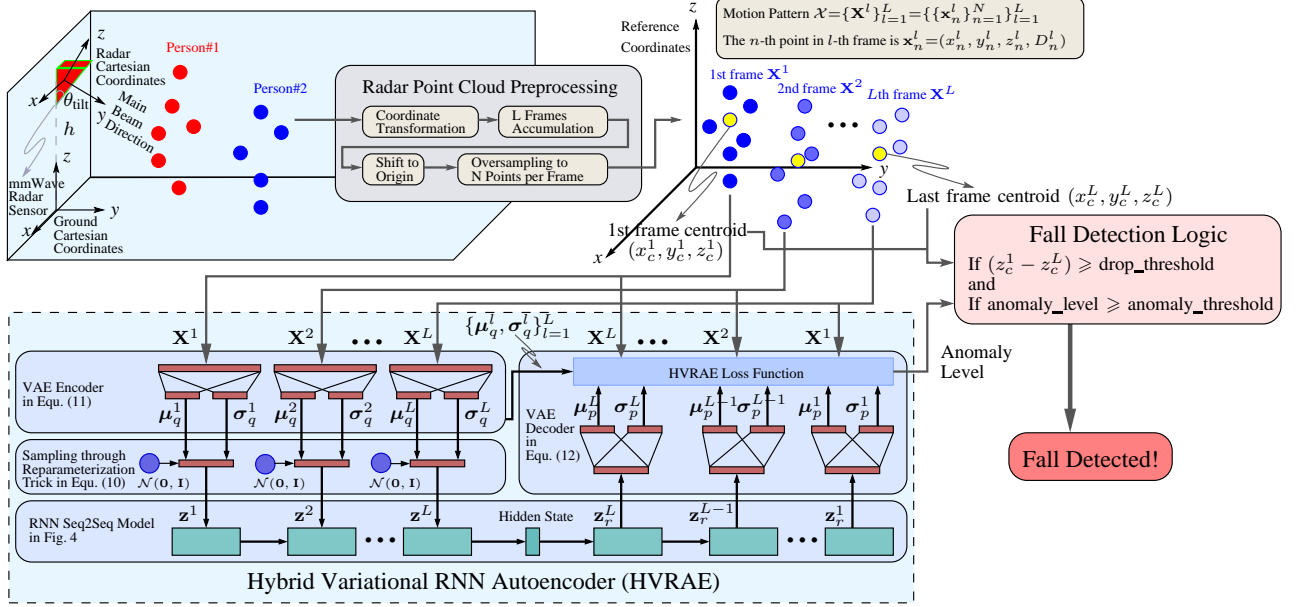 z
Radar
Cartesian
Coordinates
x
θtilt
y
Main
Beam
Direction
h
z
mmWave
Radar
Sensor
y
x
Ground
Cartesian
Coordinates
Person#1
Person#2
Radar Point Cloud Preprocessing
Coordinate
Transformation
L Frames
Accumulation
Shift to
Origin
Oversampling to
N Points per Frame
z
Reference
Coordinates
y
x
Motion Pattern 𝒳={𝐗^l}_{l=1}^L={{𝐱_n^l}_{n=1}^N}_{l=1}^L
The n-th point in l-th frame is 𝐱_n^l=(x_n^l, y_n^l, z_n^l, D_n^l)
1st frame 𝐗^1
2nd frame 𝐗^2
Lth frame 𝐗^L
•••
1st frame centroid
(x_c^1, y_c^1, z_c^1)
Last frame centroid (x_c^L, y_c^L, z_c^L)
Fall Detection Logic
If (z_c^1 − z_c^L) ⩾ drop_threshold
and
If anomaly_level ⩾ anomaly_threshold
Anomaly
Level
Fall Detected!
𝐗^1 𝐗^2 ••• 𝐗^L
{𝝁_q^l, 𝝈_q^l}_{l=1}^L
𝐗^L ••• 𝐗^2 𝐗^1
VAE Encoder
in Equ. (11)
𝝁_q^1 𝝈_q^1 𝝁_q^2 𝝈_q^2 𝝁_q^L 𝝈_q^L
HVRAE Loss Function
𝝁_p^L 𝝈_p^L 𝝁_p^{L−1} 𝝈_p^{L−1} 𝝁_p^1 𝝈_p^1
VAE
Decoder
in
Equ. (12)
Sampling through
Reparameterization
Trick in Equ. (10)
𝒩(𝟎, 𝐈) 𝒩(𝟎, 𝐈) 𝒩(𝟎, 𝐈)
RNN Seq2Seq Model
in Fig. 4
𝐳^1 𝐳^2 𝐳^L Hidden State 𝐳_r^L 𝐳_r^{L−1} 𝐳_r^1
••• •••
Hybrid Variational RNN Autoencoder (HVRAE)